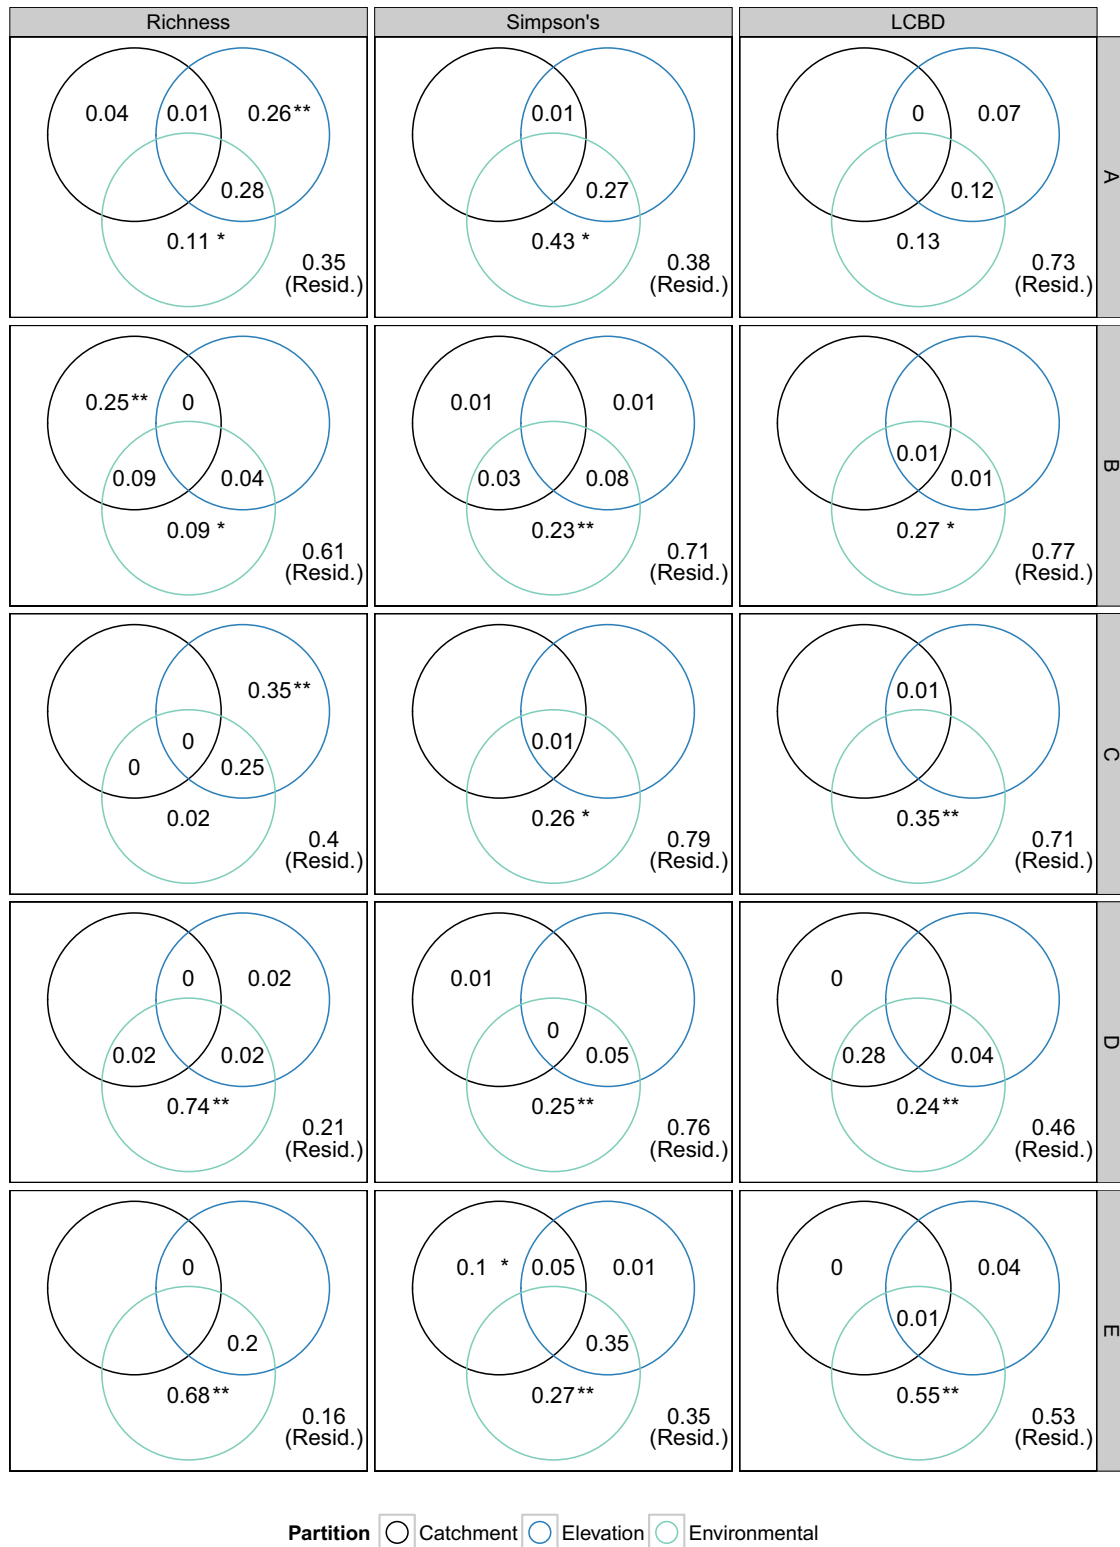 Richness Simpson's LCBD
0.04 0.01 0.26**
0.28
0.11 *
0.35
(Resid.)
0.01
0.27
0.43 *
0.38
(Resid.)
0 0.07
0.12
0.13
0.73
(Resid.)
A
0.25** 0
0.09 0.04
0.09 *
0.61
(Resid.)
0.01 0.01
0.03 0.08
0.23**
0.71
(Resid.)
0.01
0.01
0.27 *
0.77
(Resid.)
B
0.35**
0
0 0.25
0.02
0.4
(Resid.)
0.01
0.26 *
0.79
(Resid.)
0.01
0.35**
0.71
(Resid.)
C
0 0.02
0.02 0.02
0.74**
0.21
(Resid.)
0.01
0
0.05
0.25**
0.76
(Resid.)
0
0.28 0.04
0.24**
0.46
(Resid.)
D
0
0.2
0.68**
0.16
(Resid.)
0.1 * 0.05 0.01
0.35
0.27**
0.35
(Resid.)
0 0.04
0.01
0.55**
0.53
(Resid.)
E
Partition Catchment Elevation Environmental